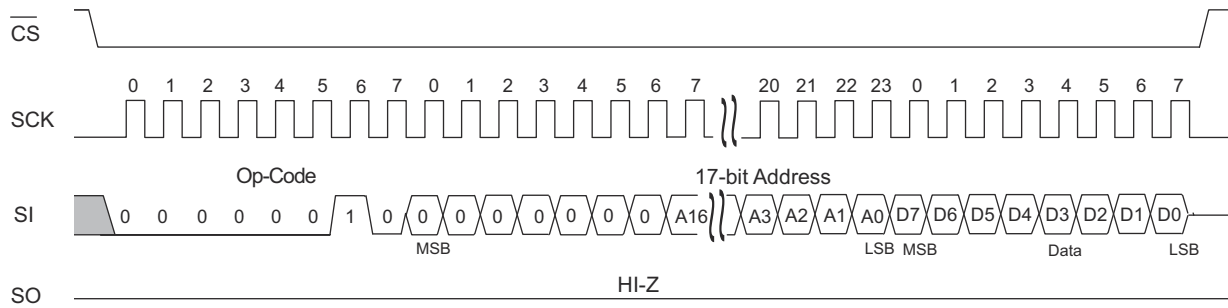 CS
0 1 2 3 4 5 6 7 0 1 2 3 4 5 6 7 20 21 22 23 0 1 2 3 4 5 6 7
SCK
Op-Code 17-bit Address
SI 0 0 0 0 0 0 1 0 0 0 0 0 0 0 0 A16 A3 A2 A1 A0 D7 D6 D5 D4 D3 D2 D1 D0
MSB LSB MSB Data LSB
HI-Z
SO